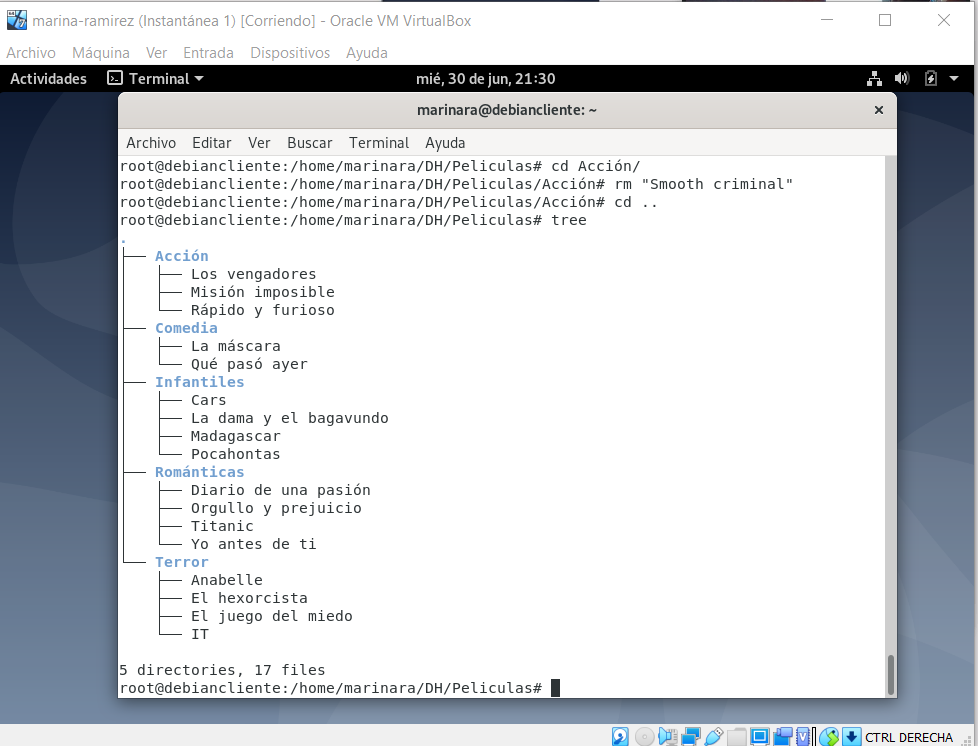 marina-ramirez (Instantánea 1) [Corriendo] - Oracle VM VirtualBox
Archivo Máquina Ver Entrada Dispositivos Ayuda
Actividades Terminal mié, 30 de jun, 21:30
marinara@debiancliente: ~
Archivo Editar Ver Buscar Terminal Ayuda
root@debiancliente:/home/marinara/DH/Peliculas# cd Acción/
root@debiancliente:/home/marinara/DH/Peliculas/Acción# rm "Smooth criminal"
root@debiancliente:/home/marinara/DH/Peliculas/Acción# cd ..
root@debiancliente:/home/marinara/DH/Peliculas# tree
.
├── Acción
│   ├── Los vengadores
│   ├── Misión imposible
│   └── Rápido y furioso
├── Comedia
│   ├── La máscara
│   └── Qué pasó ayer
├── Infantiles
│   ├── Cars
│   ├── La dama y el bagavundo
│   ├── Madagascar
│   └── Pocahontas
├── Románticas
│   ├── Diario de una pasión
│   ├── Orgullo y prejuicio
│   ├── Titanic
│   └── Yo antes de ti
└── Terror
    ├── Anabelle
    ├── El hexorcista
    ├── El juego del miedo
    └── IT
5 directories, 17 files
root@debiancliente:/home/marinara/DH/Peliculas#
CTRL DERECHA